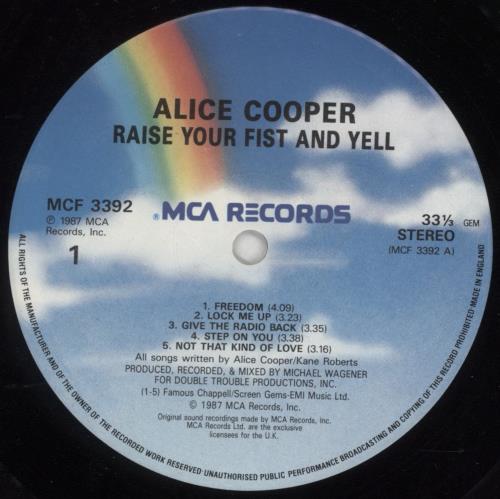 ALICE COOPER
RAISE YOUR FIST AND YELL
MCF 3392
℗ 1987 MCA
Records, Inc.
1
® MCA RECORDS
33⅓ GEM
STEREO
(MCF 3392 A)
1. FREEDOM (4.09)
2. LOCK ME UP (3.23)
3. GIVE THE RADIO BACK (3.35)
4. STEP ON YOU (3.38)
5. NOT THAT KIND OF LOVE (3.16)
All songs written by Alice Cooper/Kane Roberts
PRODUCED, RECORDED, & MIXED BY MICHAEL WAGENER
FOR DOUBLE TROUBLE PRODUCTIONS, INC.
(1-5) Famous Chappell/Screen Gems-EMI Music Ltd.
© 1987 MCA Records, Inc.
Original sound recordings made by MCA Records, Inc.
MCA Records Ltd. are the exclusive
licensees for the U.K.
ALL RIGHTS OF THE MANUFACTURER AND OF THE OWNER OF THE RECORDED WORK RESERVED·UNAUTHORISED PUBLIC PERFORMANCE BROADCASTING AND COPYING OF THIS RECORD PROHIBITED·MADE IN ENGLAND